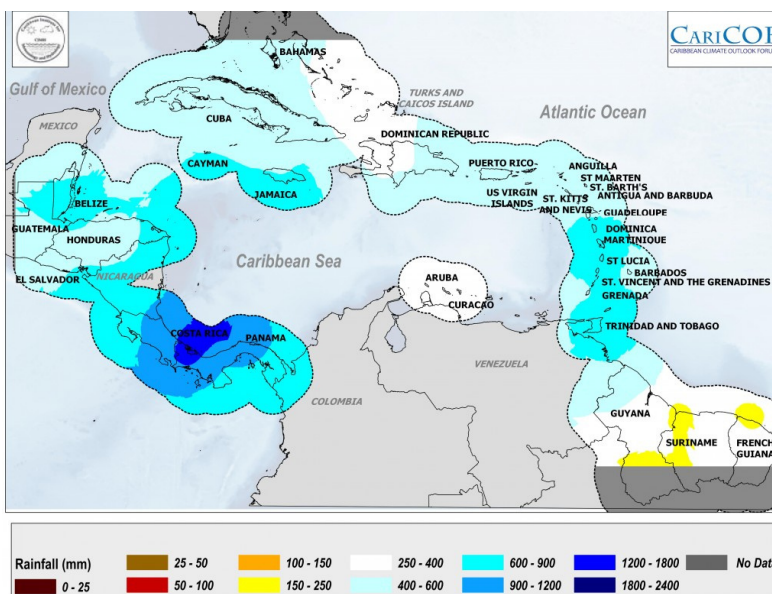 CARICOF
CARIBBEAN CLIMATE OUTLOOK FORUM
BAHAMAS
Gulf of Mexico
TURKS AND
CAICOS ISLAND
Atlantic Ocean
MEXICO
CUBA
DOMINICAN REPUBLIC
CAYMAN
PUERTO RICO
ANGUILLA
ST MAARTEN
ST. BARTH'S
JAMAICA
US VIRGIN
ISLANDS
ST. KITTS
AND NEVIS
ANTIGUA AND BARBUDA
BELIZE
GUADELOUPE
GUATEMALA
DOMINICA
HONDURAS
MARTINIQUE
Caribbean Sea
ST LUCIA
EL SALVADOR
NICARAGUA
ARUBA
BARBADOS
ST. VINCENT AND THE GRENADINES
CURACAO
GRENADA
COSTA RICA
PANAMA
TRINIDAD AND TOBAGO
VENEZUELA
COLOMBIA
GUYANA
SURINAME
FRENCH
GUIANA
Rainfall (mm)
0 - 25
25 - 50
50 - 100
100 - 150
150 - 250
250 - 400
400 - 600
600 - 900
900 - 1200
1200 - 1800
1800 - 2400
No Data